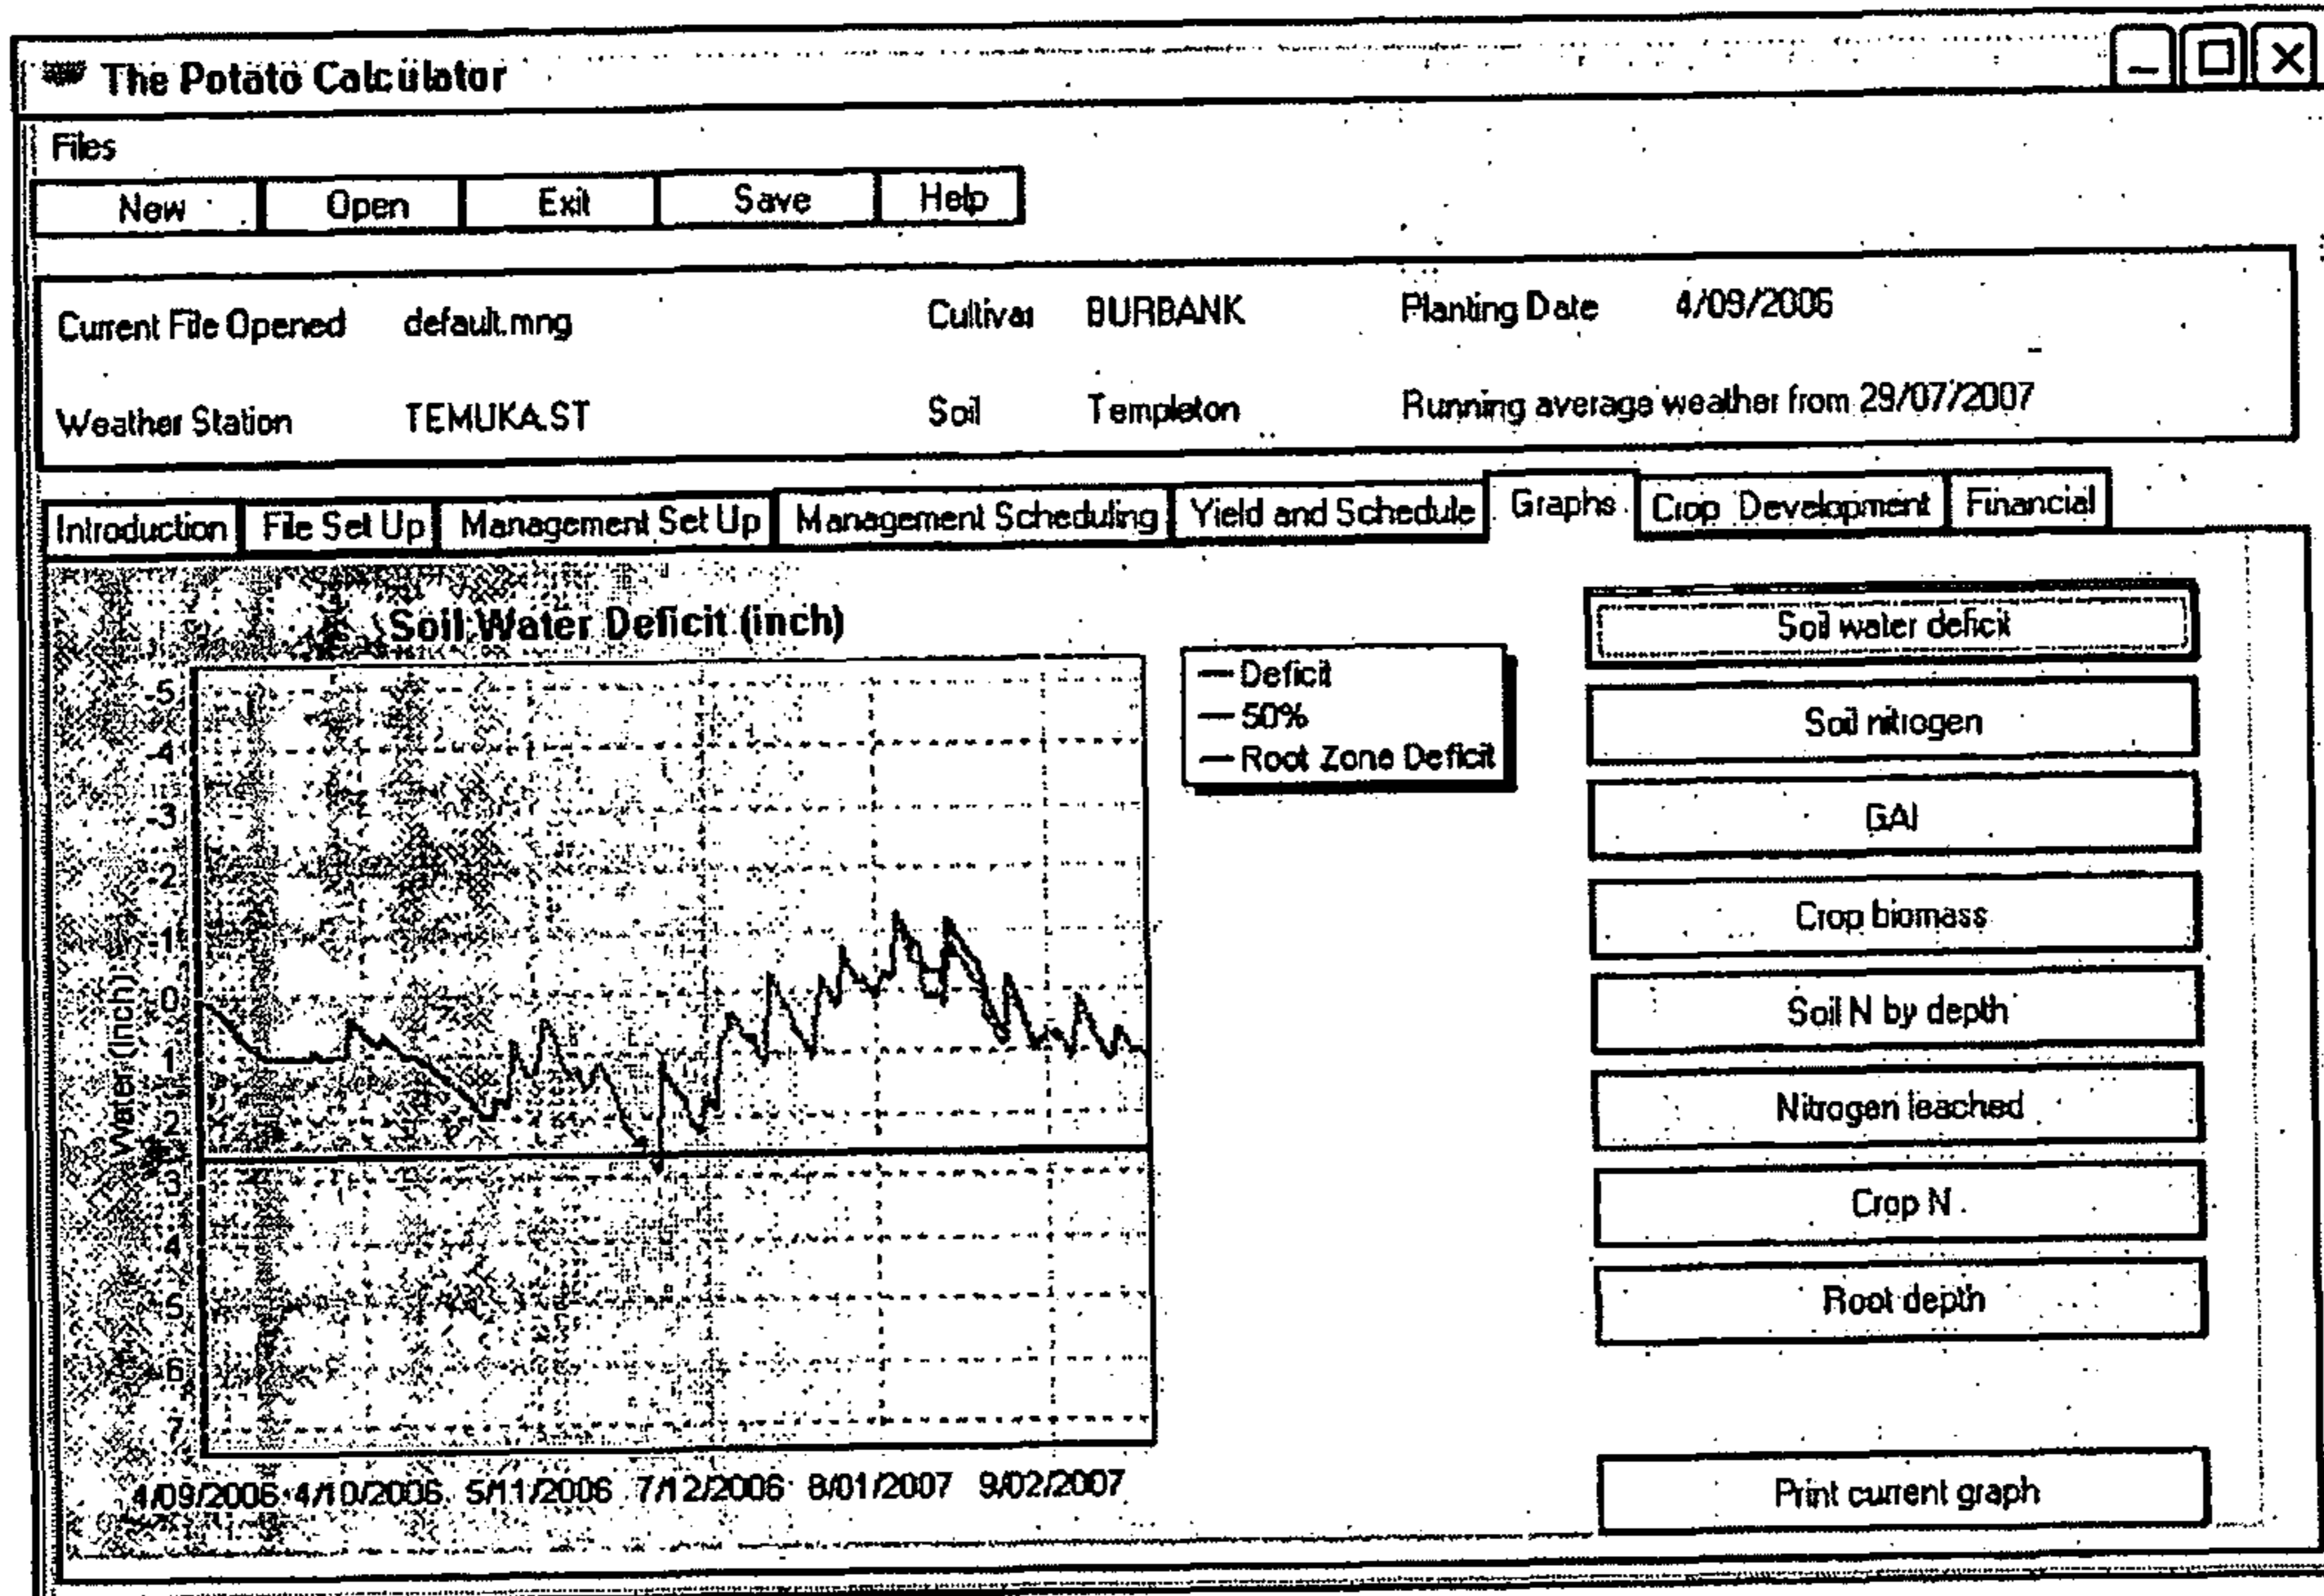 The Potato Calculator
Files
New Open Exit Save Help
Current File Opened default.mng Cultivar BURBANK Planting Date 4/09/2006
Weather Station TEMUKA.ST Soil Templeton Running average weather from 29/07/2007
Introduction File Set Up Management Set Up Management Scheduling Yield and Schedule Graphs Crop Development Financial
Soil Water Deficit (inch)
-5
-4
-3
-2
-1
0
1
2
3
4
5
6
7
Water (inch)
4/09/2006 4/10/2006 5/11/2006 7/12/2006 8/01/2007 9/02/2007
Deficit
50%
Root Zone Deficit
Soil water deficit
Soil nitrogen
GAI
Crop biomass
Soil N by depth
Nitrogen leached
Crop N
Root depth
Print current graph